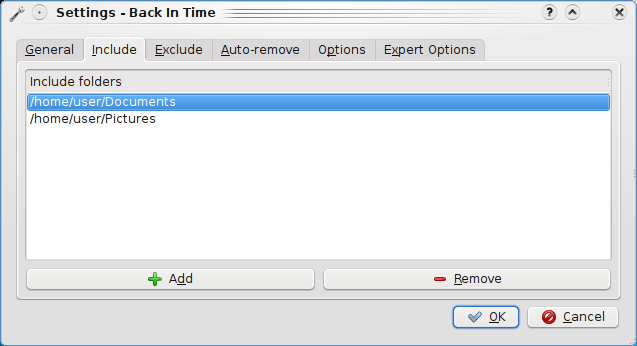 Settings - Back In Time
General Include Exclude Auto-remove Options Expert Options
Include folders
/home/user/Documents
/home/user/Pictures
Add Remove
OK Cancel